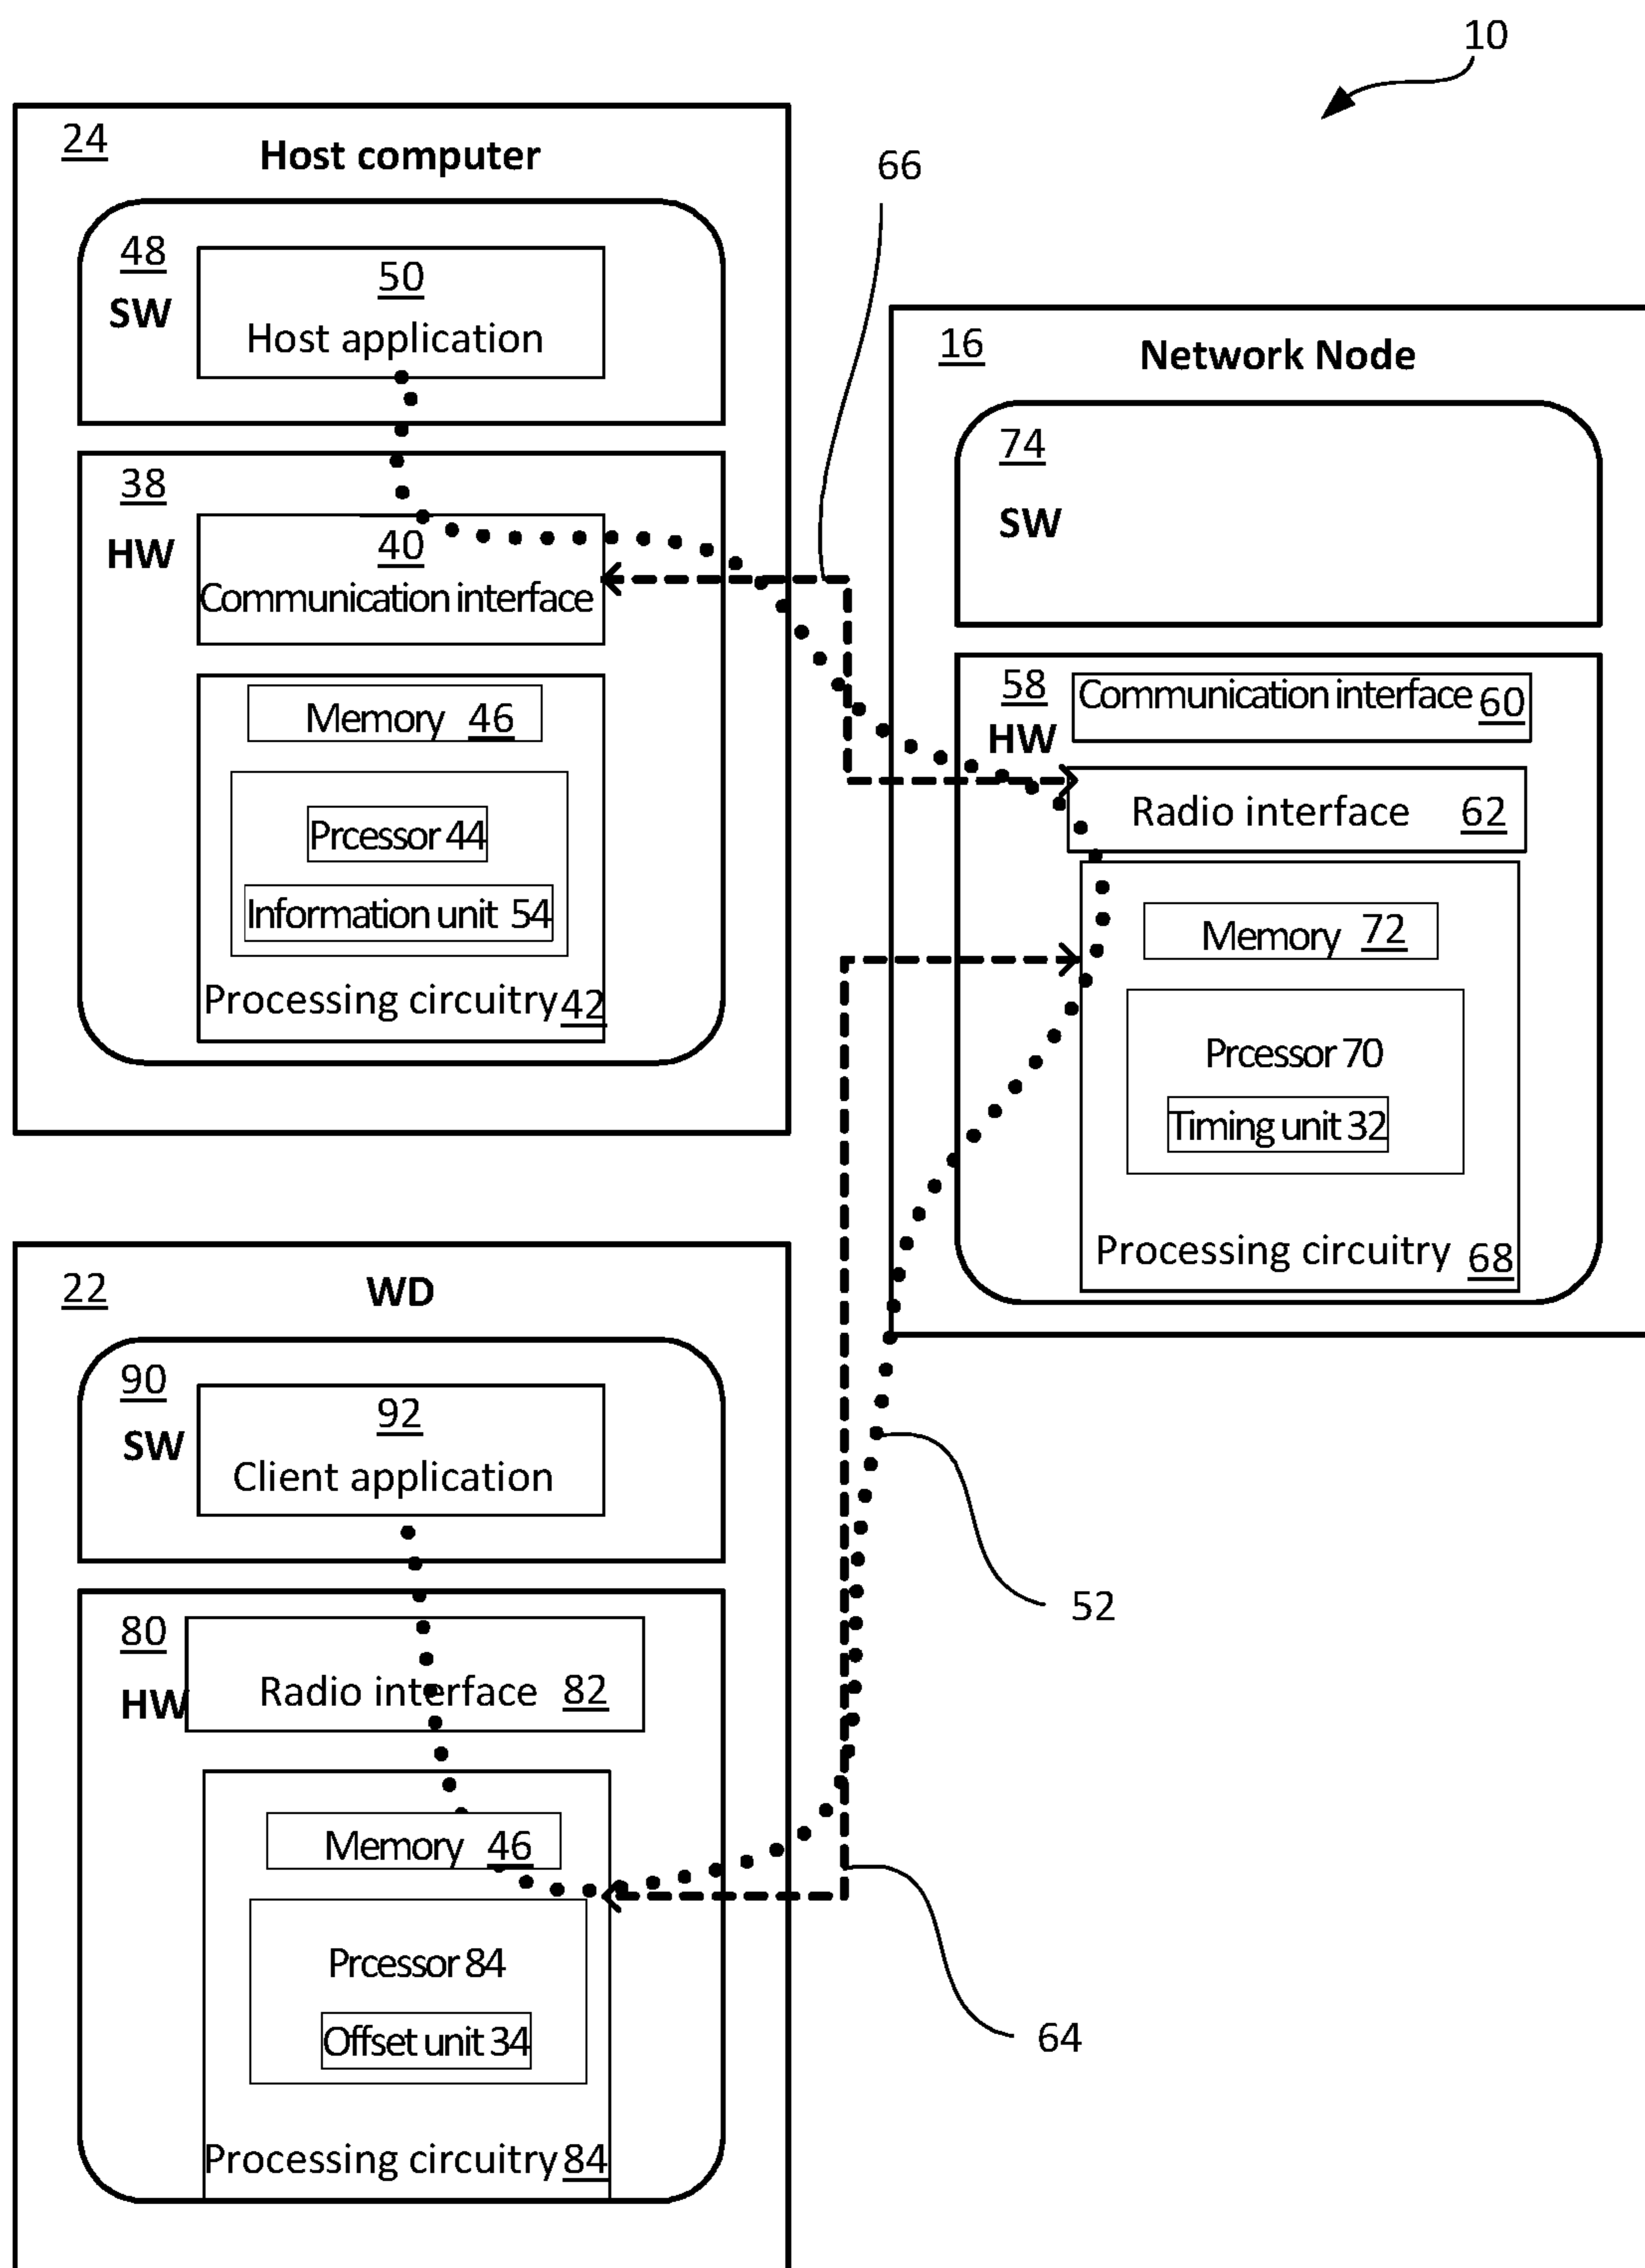 10
24
Host computer
66
48
SW
50
Host application
16
Network Node
74
SW
38
HW
40
Communication interface
58
HW
Communication interface 60
Memory 46
Radio interface 62
Prcessor 44
Information unit 54
Memory 72
Processing circuitry 42
Prcessor 70
Timing unit 32
Processing circuitry 68
22
WD
90
SW
92
Client application
52
80
HW
Radio interface 82
Memory 46
Prcessor 84
Offset unit 34
64
Processing circuitry 84